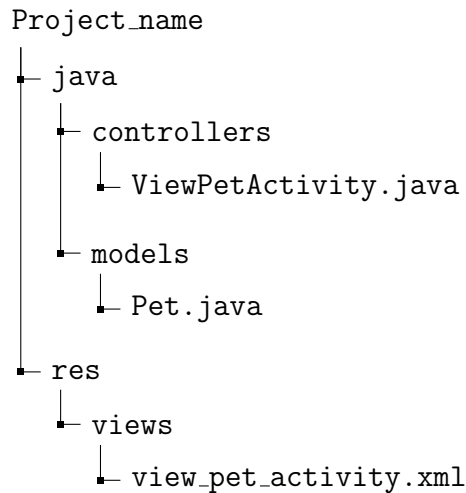 Project_name
java
controllers
ViewPetActivity.java
models
Pet.java
res
views
view_pet_activity.xml